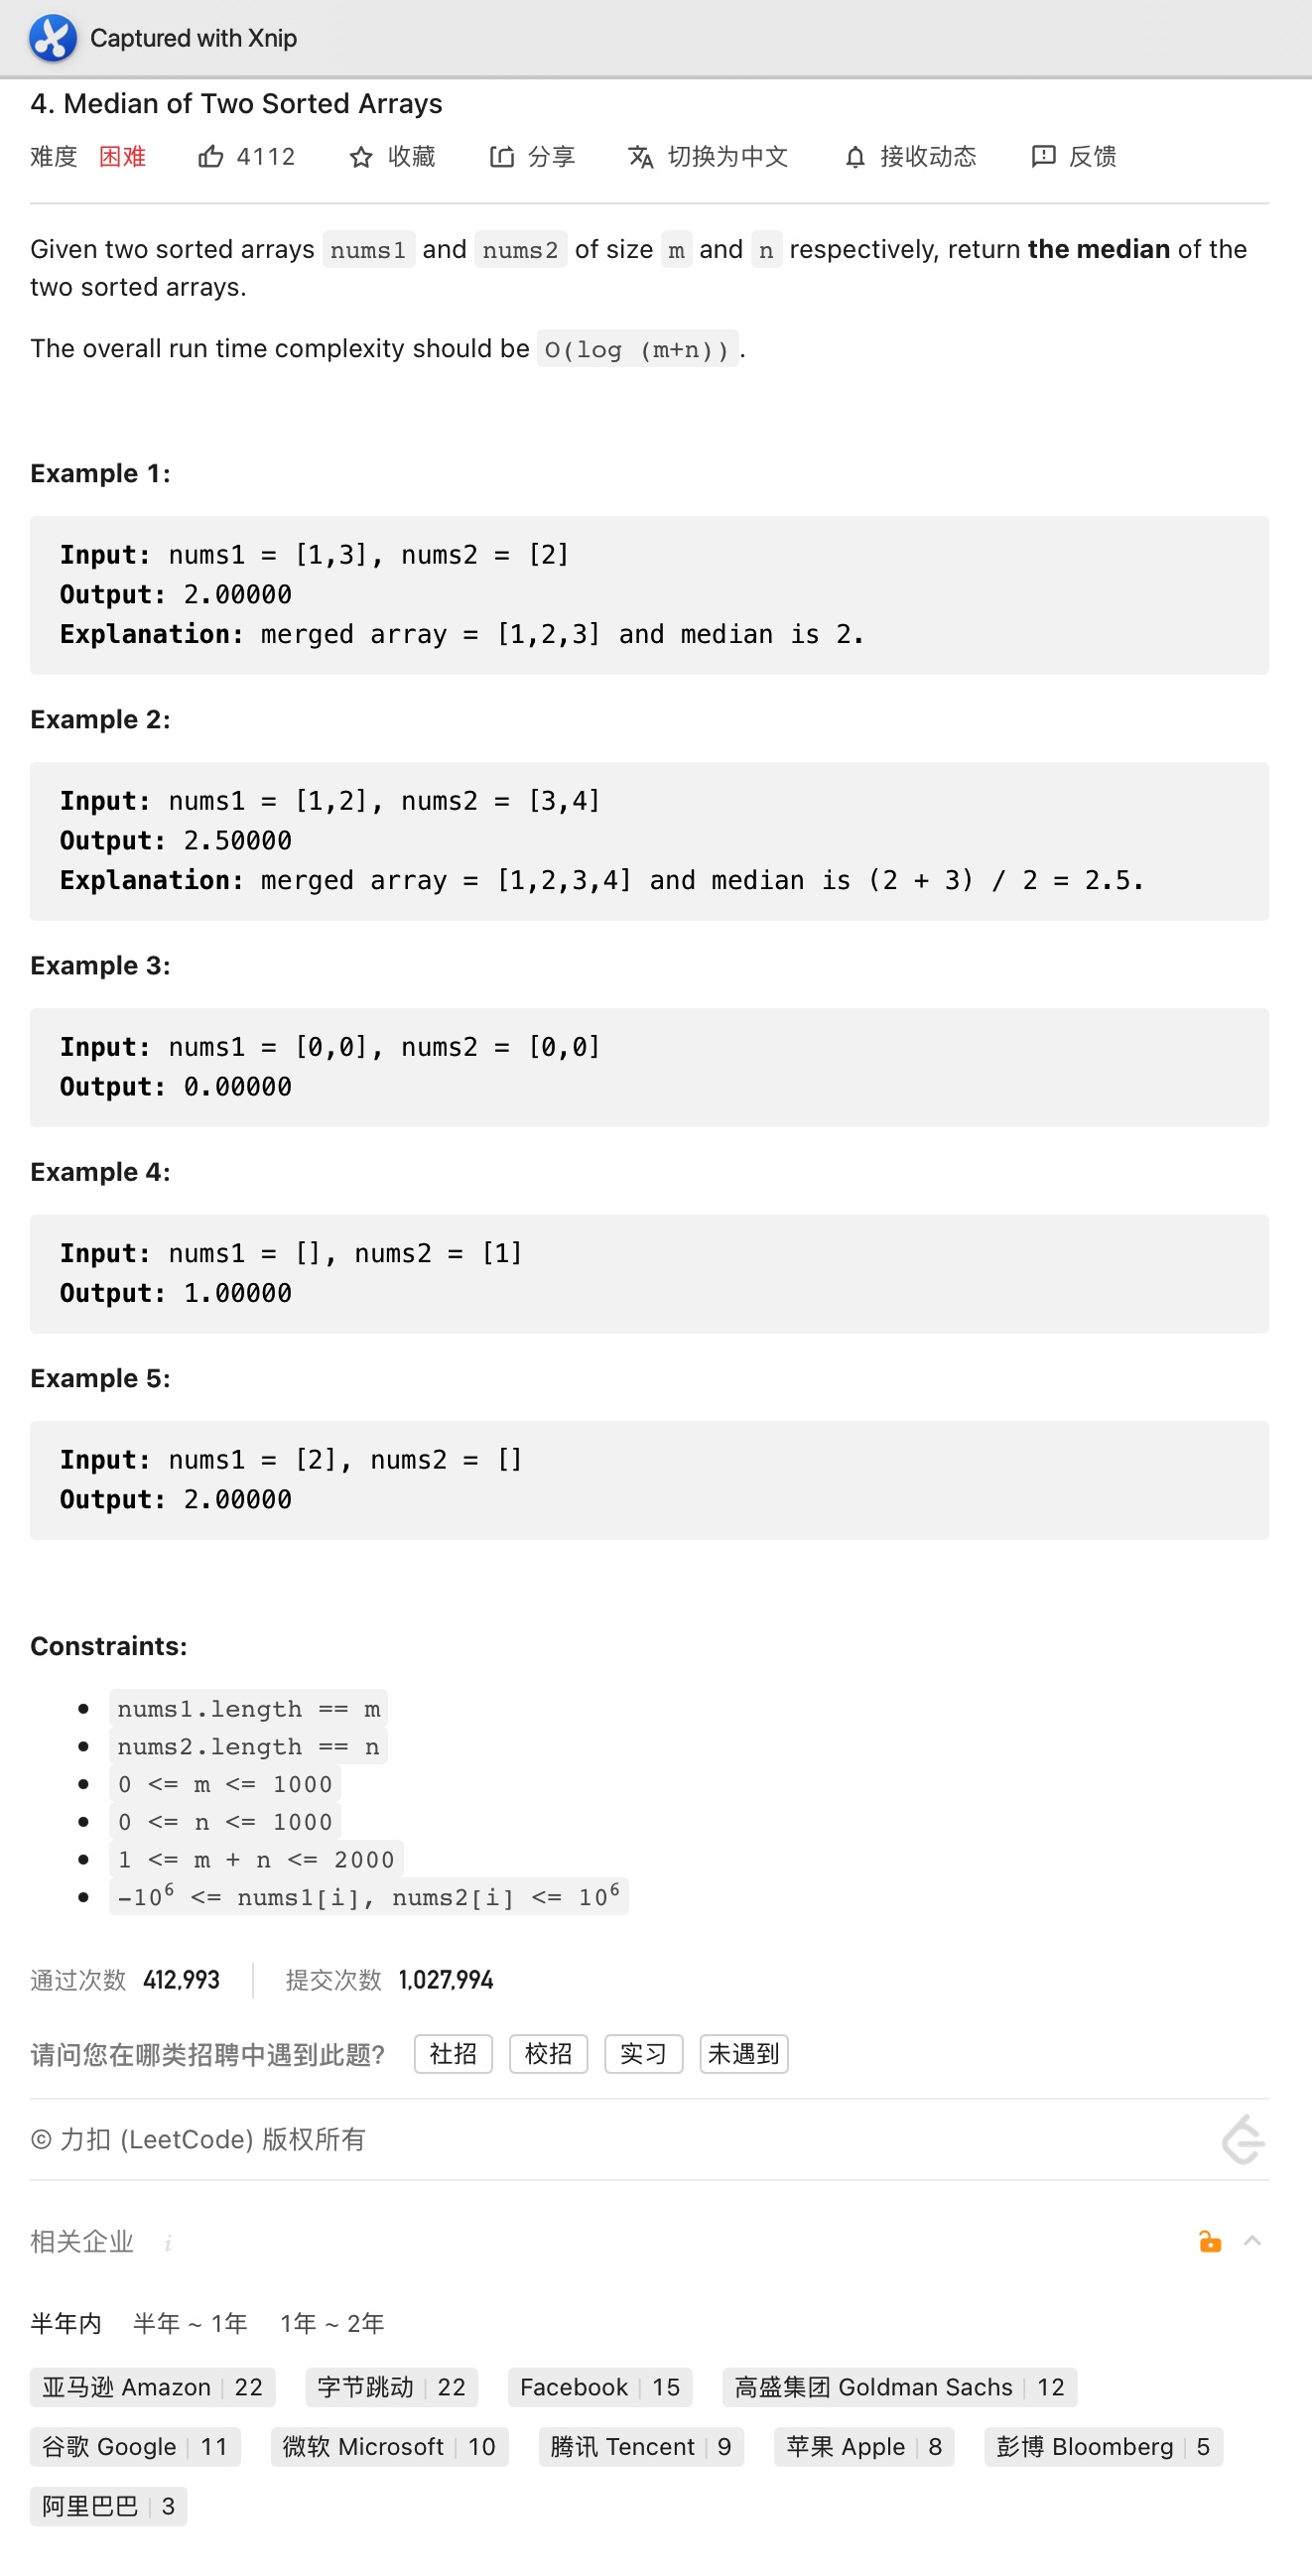 Captured with Xnip
4. Median of Two Sorted Arrays
难度 困难 4112 收藏 分享 切换为中文 接收动态 反馈
Given two sorted arrays nums1 and nums2 of size m and n respectively, return the median of the
two sorted arrays.
The overall run time complexity should be O(log (m+n)).
Example 1:
Input: nums1 = [1,3], nums2 = [2]
Output: 2.00000
Explanation: merged array = [1,2,3] and median is 2.
Example 2:
Input: nums1 = [1,2], nums2 = [3,4]
Output: 2.50000
Explanation: merged array = [1,2,3,4] and median is (2 + 3) / 2 = 2.5.
Example 3:
Input: nums1 = [0,0], nums2 = [0,0]
Output: 0.00000
Example 4:
Input: nums1 = [], nums2 = [1]
Output: 1.00000
Example 5:
Input: nums1 = [2], nums2 = []
Output: 2.00000
Constraints:
• nums1.length == m
• nums2.length == n
• 0 <= m <= 1000
• 0 <= n <= 1000
• 1 <= m + n <= 2000
• -10⁶ <= nums1[i], nums2[i] <= 10⁶
通过次数 412,993 提交次数 1,027,994
请问您在哪类招聘中遇到此题? 社招 校招 实习 未遇到
© 力扣 (LeetCode) 版权所有
相关企业 i
半年内 半年 ~ 1年 1年 ~ 2年
亚马逊 Amazon | 22 字节跳动 | 22 Facebook | 15 高盛集团 Goldman Sachs | 12
谷歌 Google | 11 微软 Microsoft | 10 腾讯 Tencent | 9 苹果 Apple | 8 彭博 Bloomberg | 5
阿里巴巴 | 3